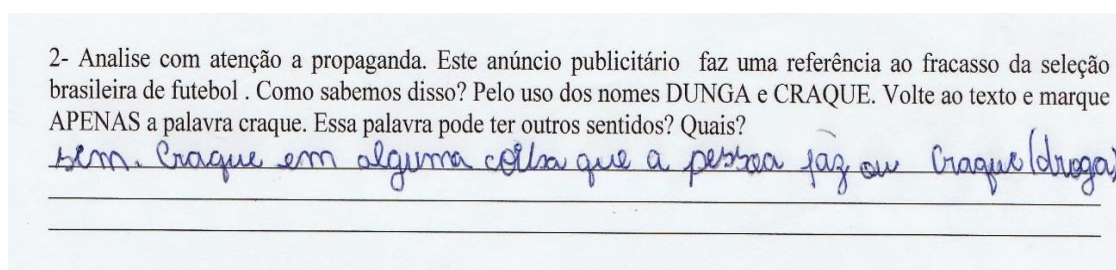 2- Analise com atenção a propaganda. Este anúncio publicitário faz uma referência ao fracasso da seleção
brasileira de futebol . Como sabemos disso? Pelo uso dos nomes DUNGA e CRAQUE. Volte ao texto e marque
APENAS a palavra craque. Essa palavra pode ter outros sentidos? Quais?
sim. Craque em alguma coisa que a pessoa faz ou Craque (droga)